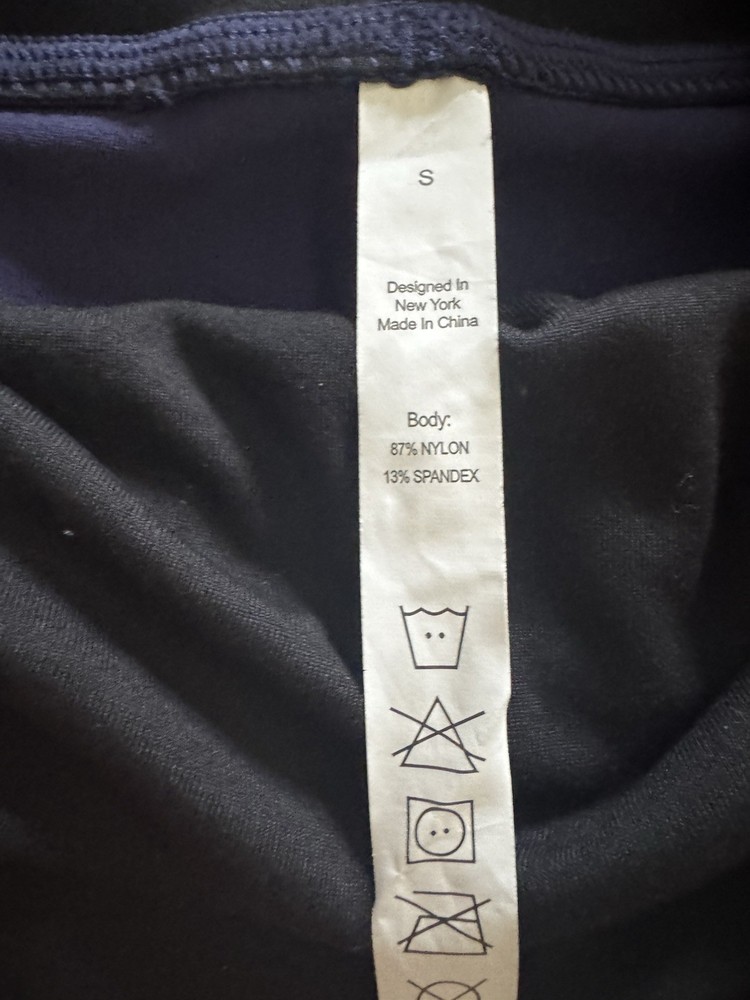 S
Designed In
New York
Made In China
Body:
87% NYLON
13% SPANDEX